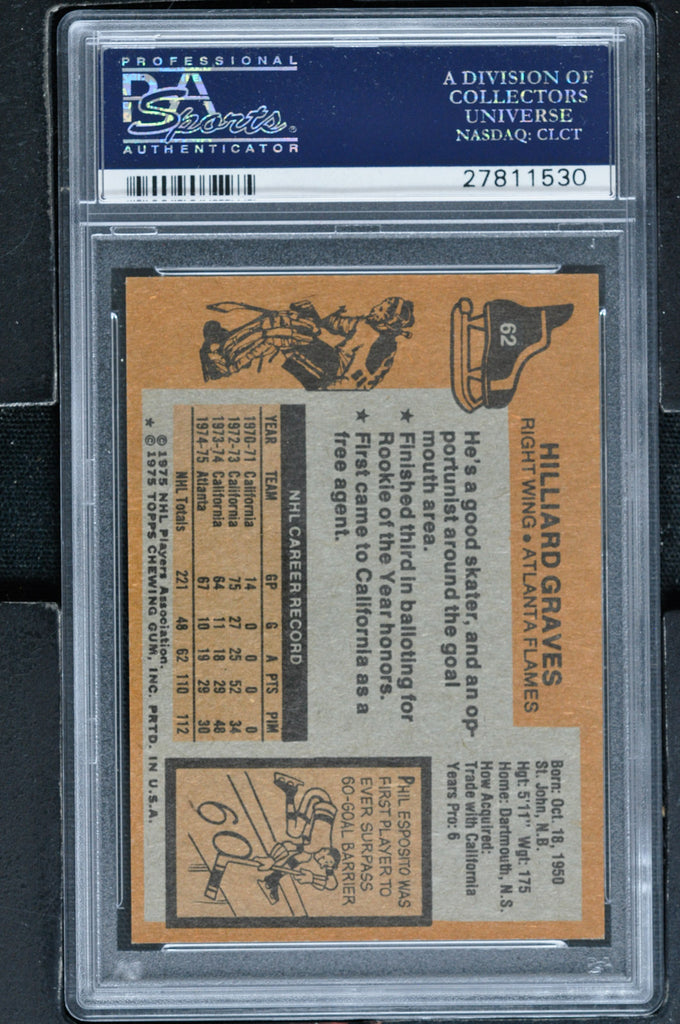 PROFESSIONAL
PSA
Sports®
AUTHENTICATOR
A DIVISION OF
COLLECTORS
UNIVERSE
NASDAQ: CLCT
27811530
62
HILLIARD GRAVES
RIGHT WING • ATLANTA FLAMES
He's a good skater, and an op-
portunist around the goal
mouth area.
★ Finished third in balloting for
Rookie of the Year honors.
★ First came to California as a
free agent.
Born: Oct. 18, 1950
St. John, N.B.
Hgt: 5'11" Wgt: 175
Home: Dartmouth, N.S.
How Acquired:
Trade with California
Years Pro: 6
NHL CAREER RECORD
YEAR TEAM GP G A PTS PIM
1970-71 California 14 0 0 0 0
1972-73 California 75 27 25 52 34
1973-74 California 64 11 18 29 48
1974-75 Atlanta 67 10 19 29 30
NHL Totals 221 48 62 110 112
PHIL ESPOSITO WAS
FIRST PLAYER TO
EVER SURPASS
60-GOAL BARRIER
60
© 1975 NHL Players Association.
* © 1975 TOPPS CHEWING GUM, INC. PRTD. IN U.S.A.